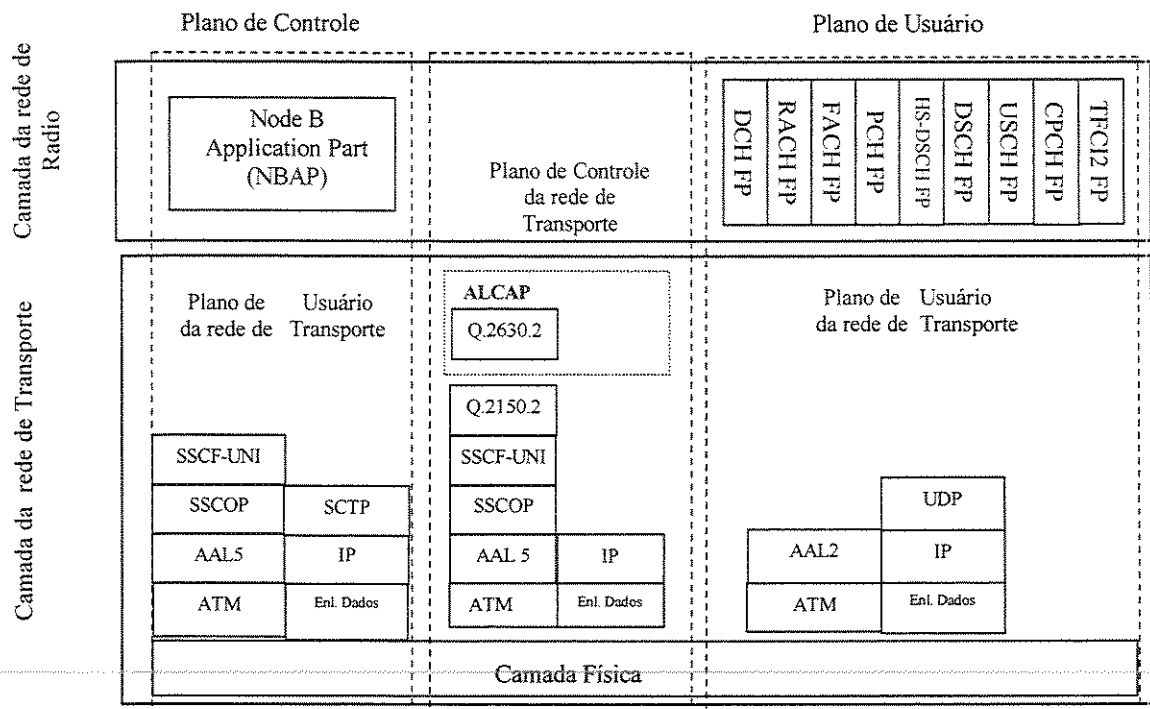 Plano de Controle
Plano de Usuário
Camada da rede de
Radio
Node B
Application Part
(NBAP)
Plano de Controle
da rede de
Transporte
DCH FP
RACH FP
FACH FP
PCH FP
HS-DSCH FP
DSCH FP
USCH FP
CPCH FP
TFCI2 FP
Camada da rede de Transporte
Plano de Usuário
da rede de Transporte
ALCAP
Q.2630.2
Plano de Usuário
da rede de Transporte
Q.2150.2
SSCF-UNI
SSCF-UNI
SSCOP
SCTP
SSCOP
UDP
AAL5
IP
AAL 5
IP
AAL2
IP
ATM
Enl. Dados
ATM
Enl. Dados
ATM
Enl. Dados
Camada Física